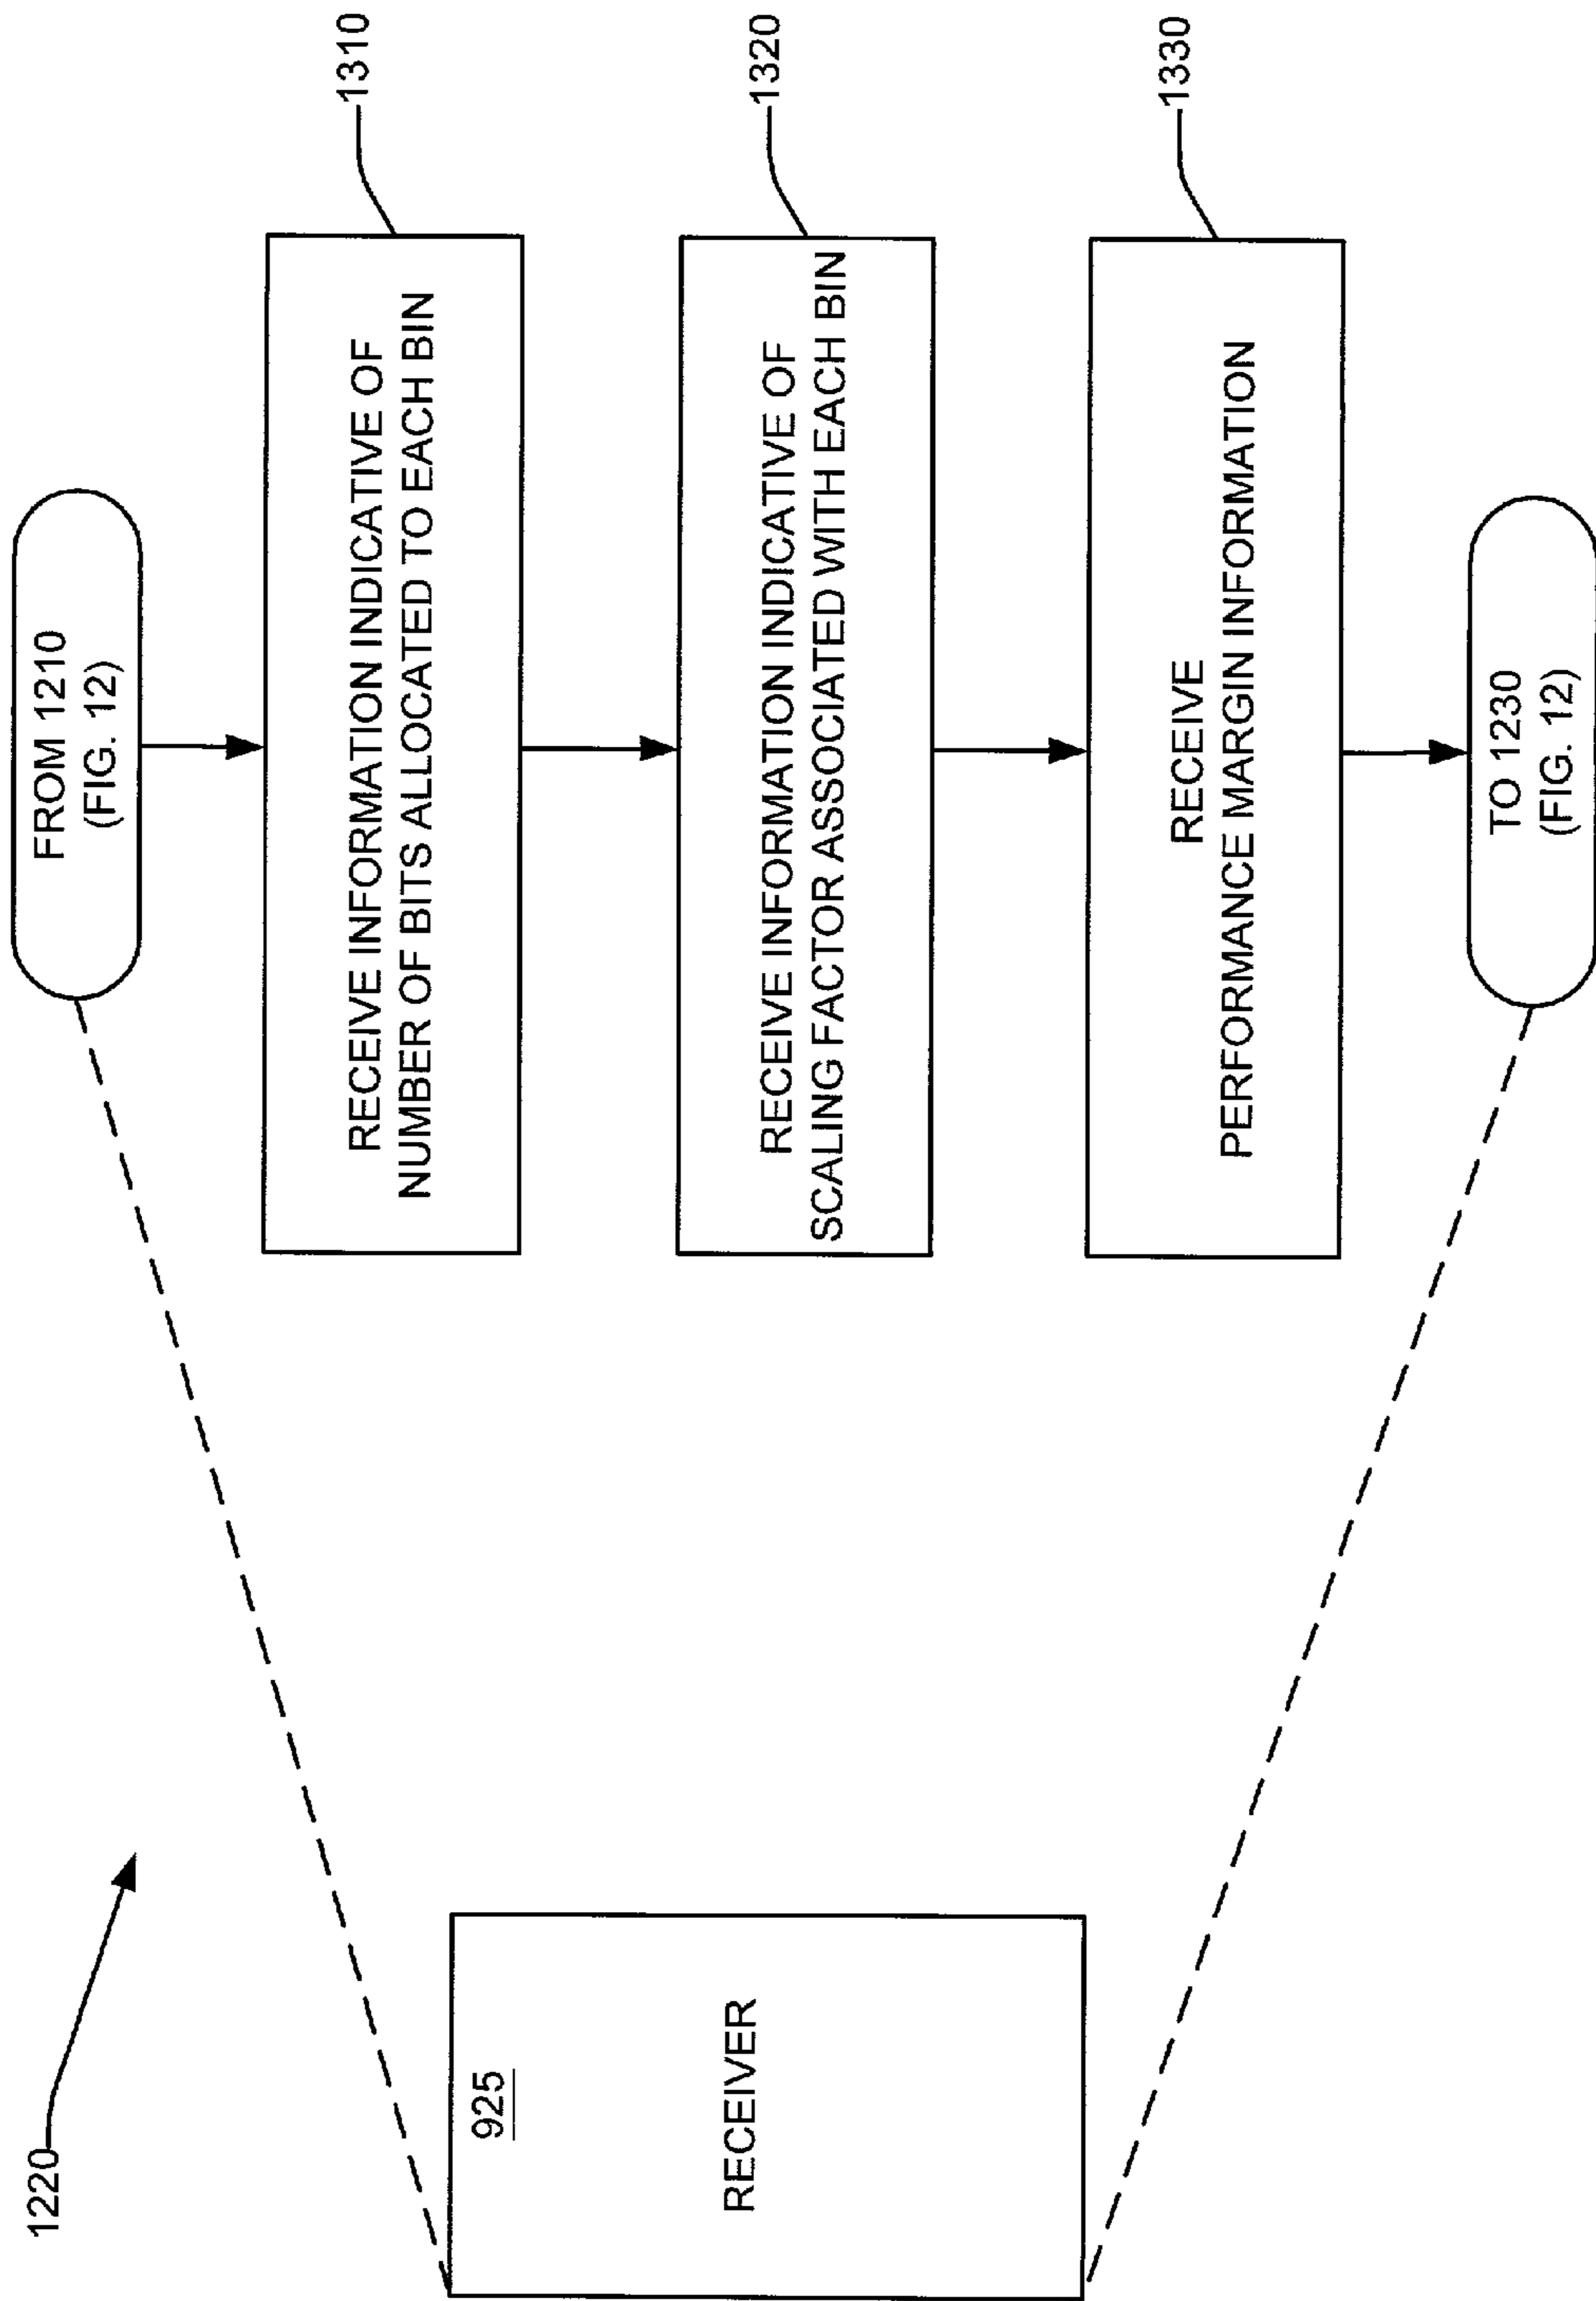 1220
925
RECEIVER
FROM 1210
(FIG. 12)
RECEIVE INFORMATION INDICATIVE OF
NUMBER OF BITS ALLOCATED TO EACH BIN
1310
RECEIVE INFORMATION INDICATIVE OF
SCALING FACTOR ASSOCIATED WITH EACH BIN
1320
RECEIVE
PERFORMANCE MARGIN INFORMATION
1330
TO 1230
(FIG. 12)